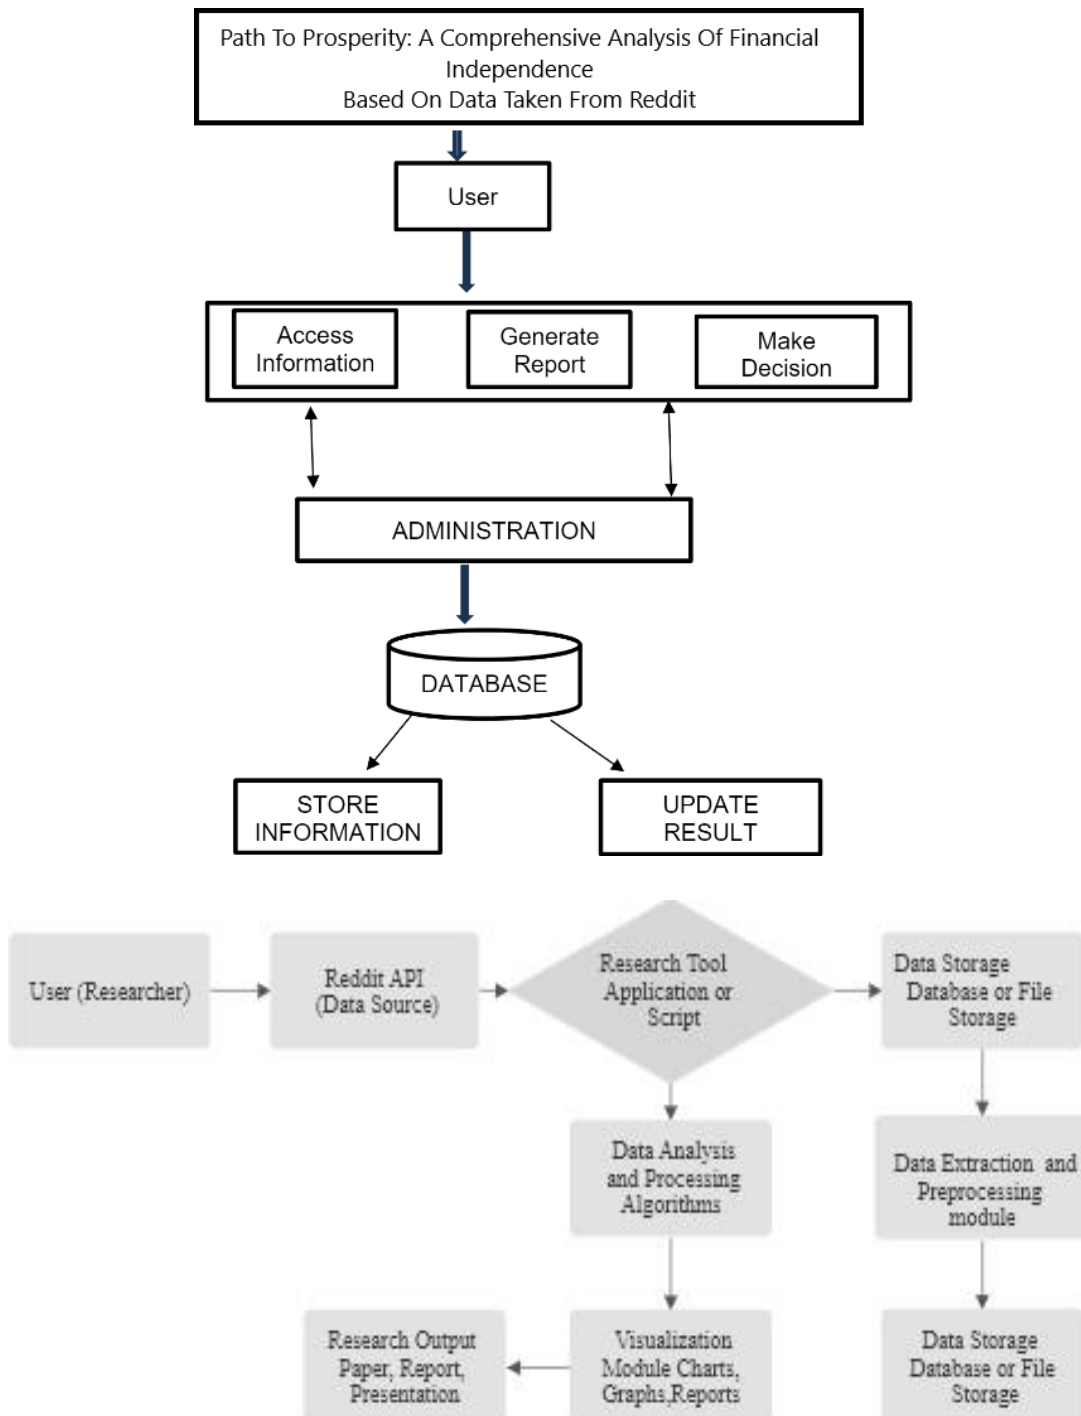 Path To Prosperity: A Comprehensive Analysis Of Financial
Independence
Based On Data Taken From Reddit
User
Access
Information
Generate
Report
Make
Decision
ADMINISTRATION
DATABASE
STORE
INFORMATION
UPDATE
RESULT
User (Researcher)
Reddit API
(Data Source)
Research Tool
Application or
Script
Data Storage
Database or File
Storage
Data Analysis
and Processing
Algorithms
Data Extraction and
Preprocessing
module
Research Output
Paper, Report,
Presentation
Visualization
Module Charts,
Graphs,Reports
Data Storage
Database or File
Storage